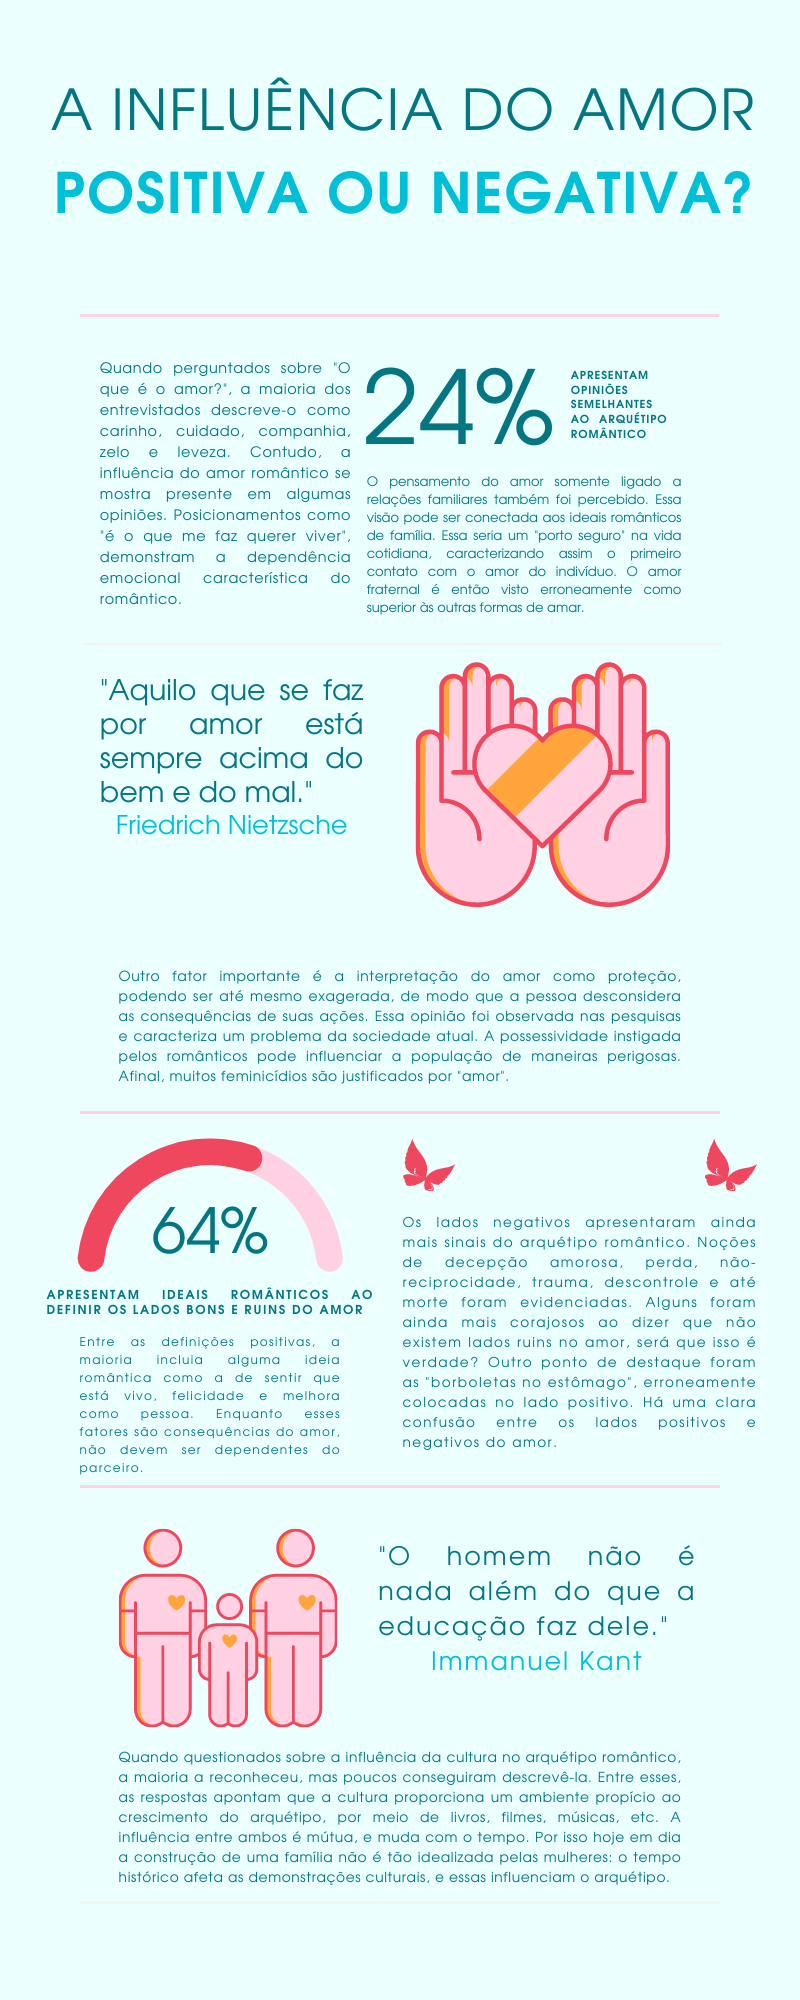 A INFLUÊNCIA DO AMOR
POSITIVA OU NEGATIVA?
Quando perguntados sobre "O
que é o amor?", a maioria dos
entrevistados descreve-o como
carinho, cuidado, companhia,
zelo e leveza. Contudo, a
influência do amor romântico se
mostra presente em algumas
opiniões. Posicionamentos como
"é o que me faz querer viver",
demonstram a dependência
emocional característica do
romântico.
24%
APRESENTAM
OPINIÕES
SEMELHANTES
AO ARQUÉTIPO
ROMÂNTICO
O pensamento do amor somente ligado a
relações familiares também foi percebido. Essa
visão pode ser conectada aos ideais românticos
de família. Essa seria um "porto seguro" na vida
cotidiana, caracterizando assim o primeiro
contato com o amor do indivíduo. O amor
fraternal é então visto erroneamente como
superior às outras formas de amar.
"Aquilo que se faz
por amor está
sempre acima do
bem e do mal."
Friedrich Nietzsche
Outro fator importante é a interpretação do amor como proteção,
podendo ser até mesmo exagerada, de modo que a pessoa desconsidera
as consequências de suas ações. Essa opinião foi observada nas pesquisas
e caracteriza um problema da sociedade atual. A possessividade instigada
pelos românticos pode influenciar a população de maneiras perigosas.
Afinal, muitos feminicídios são justificados por "amor".
64%
APRESENTAM IDEAIS ROMÂNTICOS AO
DEFINIR OS LADOS BONS E RUINS DO AMOR
Entre as definições positivas, a
maioria incluia alguma ideia
romântica como a de sentir que
está vivo, felicidade e melhora
como pessoa. Enquanto esses
fatores são consequências do amor,
não devem ser dependentes do
parceiro.
Os lados negativos apresentaram ainda
mais sinais do arquétipo romântico. Noções
de decepção amorosa, perda, não-
reciprocidade, trauma, descontrole e até
morte foram evidenciadas. Alguns foram
ainda mais corajosos ao dizer que não
existem lados ruins no amor, será que isso é
verdade? Outro ponto de destaque foram
as "borboletas no estômago", erroneamente
colocadas no lado positivo. Há uma clara
confusão entre os lados positivos e
negativos do amor.
"O homem não é
nada além do que a
educação faz dele."
Immanuel Kant
Quando questionados sobre a influência da cultura no arquétipo romântico,
a maioria a reconheceu, mas poucos conseguiram descrevê-la. Entre esses,
as respostas apontam que a cultura proporciona um ambiente propício ao
crescimento do arquétipo, por meio de livros, filmes, músicas, etc. A
influência entre ambos é mútua, e muda com o tempo. Por isso hoje em dia
a construção de uma família não é tão idealizada pelas mulheres: o tempo
histórico afeta as demonstrações culturais, e essas influenciam o arquétipo.